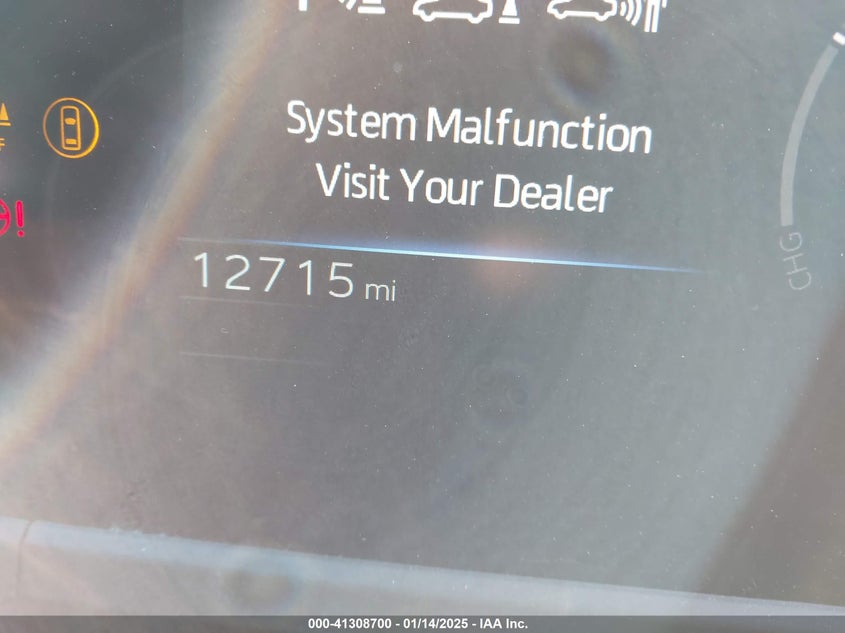 System Malfunction
Visit Your Dealer
12715 mi
CHG
000-41308700 - 01/14/2025 - IAA Inc.